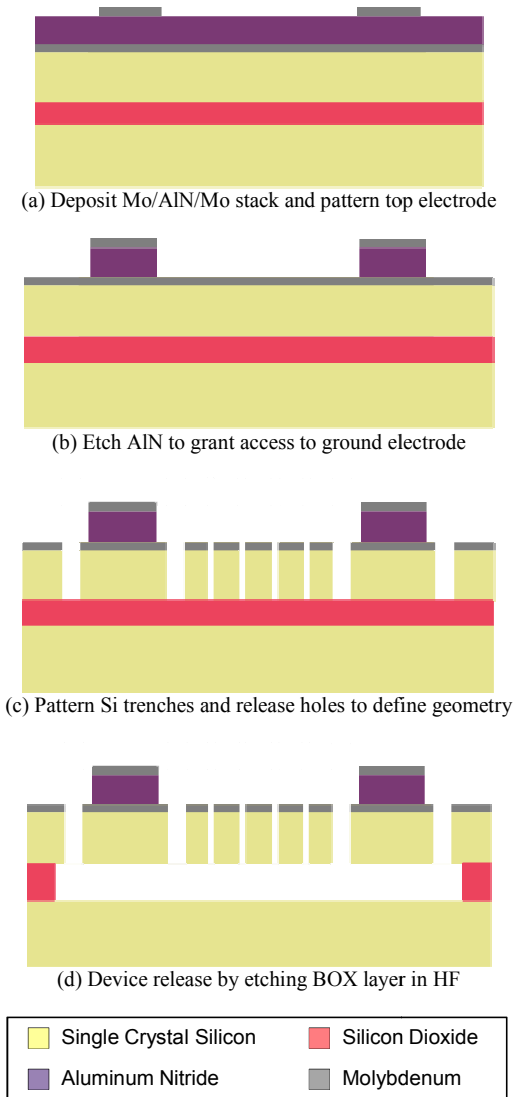 (a) Deposit Mo/AlN/Mo stack and pattern top electrode
(b) Etch AlN to grant access to ground electrode
(c) Pattern Si trenches and release holes to define geometry
(d) Device release by etching BOX layer in HF
Single Crystal Silicon
Silicon Dioxide
Aluminum Nitride
Molybdenum